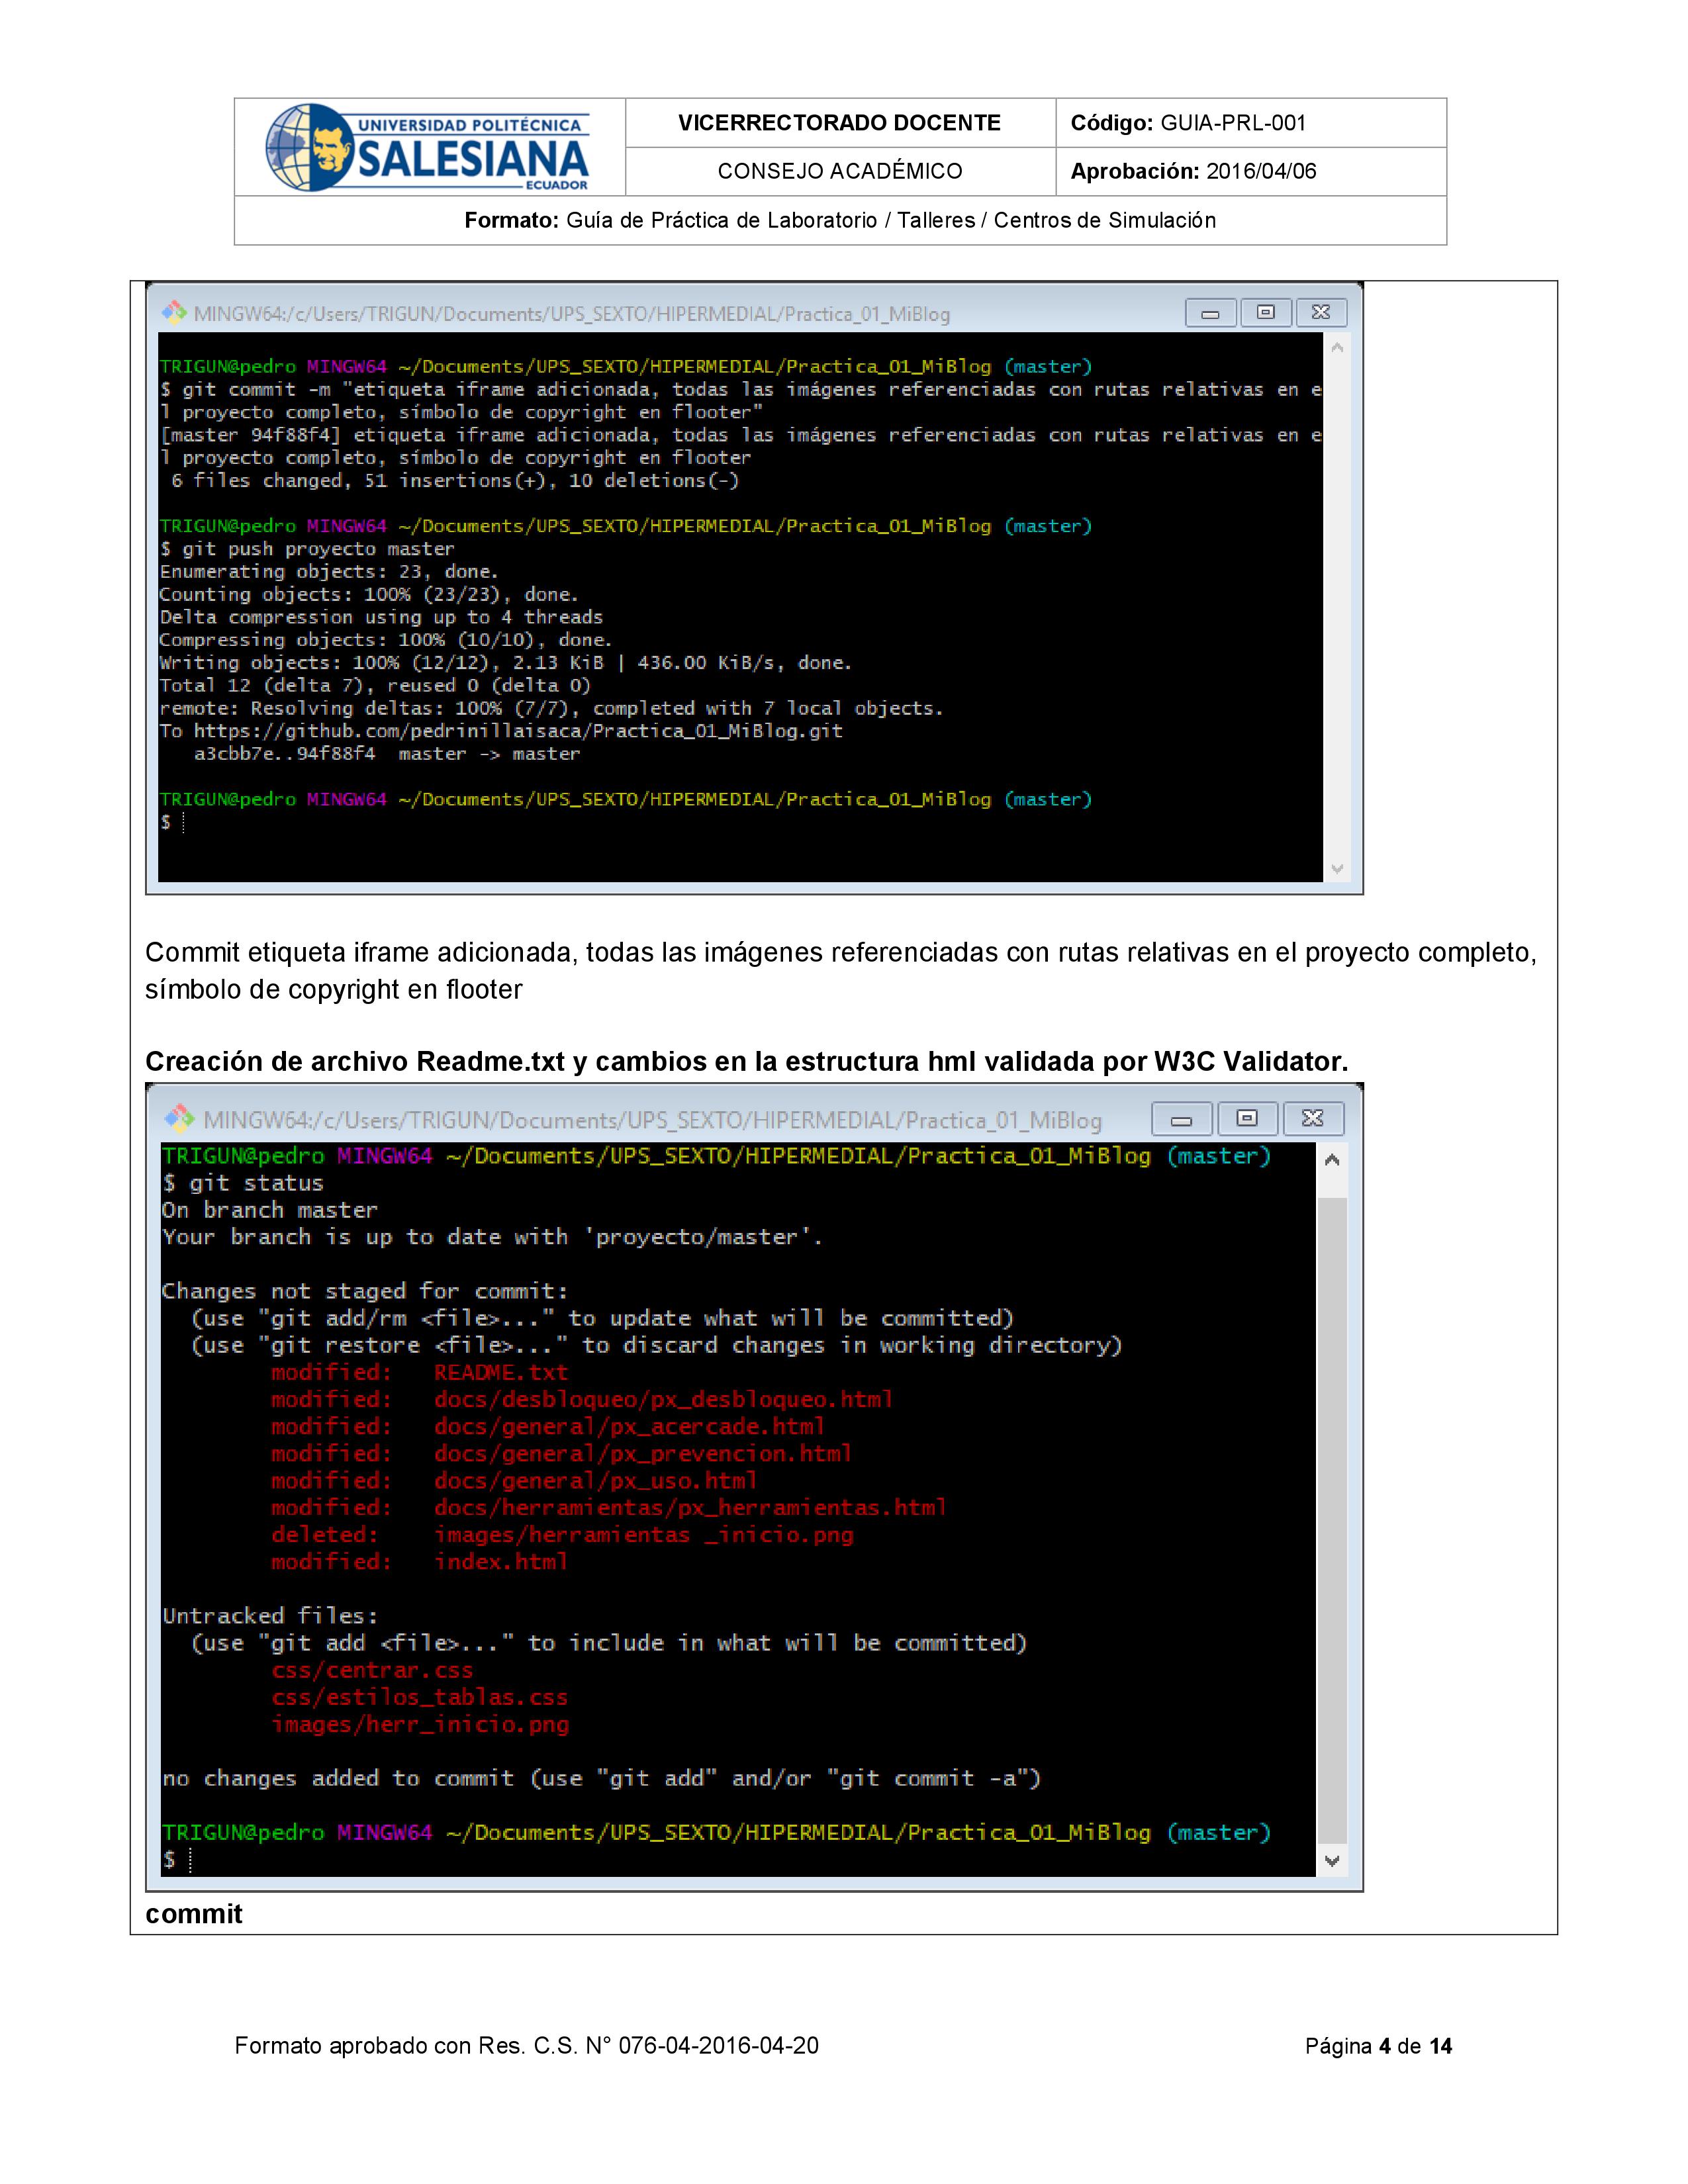 UNIVERSIDAD POLITÉCNICA
SALESIANA
ECUADOR
VICERRECTORADO DOCENTE
Código: GUIA-PRL-001
CONSEJO ACADÉMICO
Aprobación: 2016/04/06
Formato: Guía de Práctica de Laboratorio / Talleres / Centros de Simulación
MINGW64:/c/Users/TRIGUN/Documents/UPS_SEXTO/HIPERMEDIAL/Practica_01_MiBlog
TRIGUN@pedro MINGW64 ~/Documents/UPS_SEXTO/HIPERMEDIAL/Practica_01_MiBlog (master)
$ git commit -m "etiqueta iframe adicionada, todas las imágenes referenciadas con rutas relativas en e
l proyecto completo, símbolo de copyright en flooter"
[master 94f88f4] etiqueta iframe adicionada, todas las imágenes referenciadas con rutas relativas en e
l proyecto completo, símbolo de copyright en flooter
6 files changed, 51 insertions(+), 10 deletions(-)
TRIGUN@pedro MINGW64 ~/Documents/UPS_SEXTO/HIPERMEDIAL/Practica_01_MiBlog (master)
$ git push proyecto master
Enumerating objects: 23, done.
Counting objects: 100% (23/23), done.
Delta compression using up to 4 threads
Compressing objects: 100% (10/10), done.
Writing objects: 100% (12/12), 2.13 KiB | 436.00 KiB/s, done.
Total 12 (delta 7), reused 0 (delta 0)
remote: Resolving deltas: 100% (7/7), completed with 7 local objects.
To https://github.com/pedrinillaisaca/Practica_01_MiBlog.git
a3cbb7e..94f88f4  master -> master
TRIGUN@pedro MINGW64 ~/Documents/UPS_SEXTO/HIPERMEDIAL/Practica_01_MiBlog (master)
$
Commit etiqueta iframe adicionada, todas las imágenes referenciadas con rutas relativas en el proyecto completo,
símbolo de copyright en flooter
Creación de archivo Readme.txt y cambios en la estructura hml validada por W3C Validator.
MINGW64:/c/Users/TRIGUN/Documents/UPS_SEXTO/HIPERMEDIAL/Practica_01_MiBlog
TRIGUN@pedro MINGW64 ~/Documents/UPS_SEXTO/HIPERMEDIAL/Practica_01_MiBlog (master)
$ git status
On branch master
Your branch is up to date with 'proyecto/master'.
Changes not staged for commit:
(use "git add/rm <file>..." to update what will be committed)
(use "git restore <file>..." to discard changes in working directory)
modified:   README.txt
modified:   docs/desbloqueo/px_desbloqueo.html
modified:   docs/general/px_acercade.html
modified:   docs/general/px_prevencion.html
modified:   docs/general/px_uso.html
modified:   docs/herramientas/px_herramientas.html
deleted:    images/herramientas _inicio.png
modified:   index.html
Untracked files:
(use "git add <file>..." to include in what will be committed)
css/centrar.css
css/estilos_tablas.css
images/herr_inicio.png
no changes added to commit (use "git add" and/or "git commit -a")
TRIGUN@pedro MINGW64 ~/Documents/UPS_SEXTO/HIPERMEDIAL/Practica_01_MiBlog (master)
$
commit
Formato aprobado con Res. C.S. N° 076-04-2016-04-20
Página 4 de 14